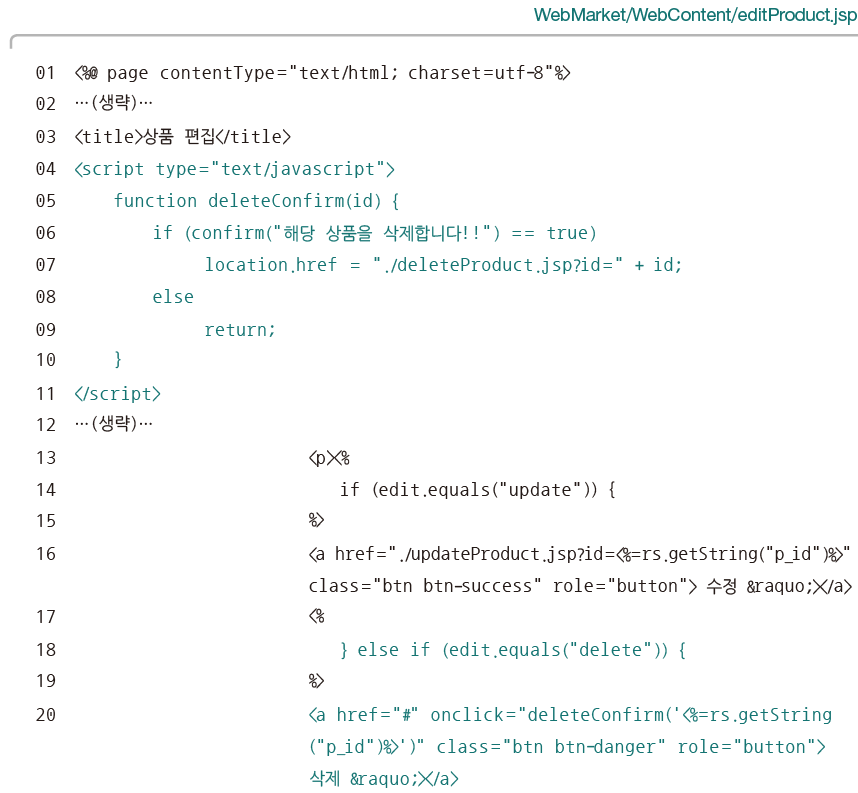 WebMarket/WebContent/editProduct.jsp
01 <%@ page contentType="text/html; charset=utf-8"%>
02 …(생략)…
03 <title>상품 편집</title>
04 <script type="text/javascript">
05 function deleteConfirm(id) {
06 if (confirm("해당 상품을 삭제합니다!!") == true)
07 location.href = "./deleteProduct.jsp?id=" + id;
08 else
09 return;
10 }
11 </script>
12 …(생략)…
13 <p><%
14 if (edit.equals("update")) {
15 %>
16 <a href="./updateProduct.jsp?id=<%=rs.getString("p_id")%>"
class="btn btn-success" role="button"> 수정 &raquo;></a>
17 <%
18 } else if (edit.equals("delete")) {
19 %>
20 <a href="#" onclick="deleteConfirm('<%=rs.getString
("p_id")%>')" class="btn btn-danger" role="button">
삭제 &raquo;></a>